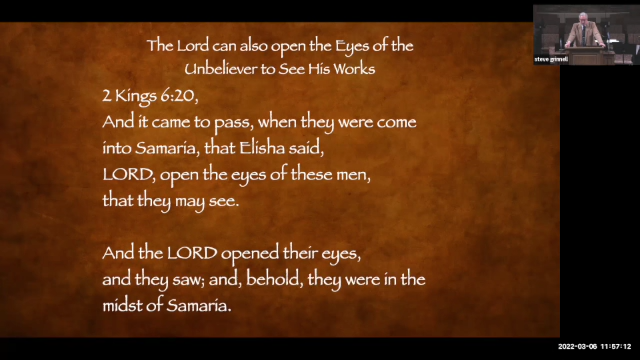 The Lord can also open the Eyes of the
Unbeliever to See His Works
2 Kings 6:20,
And it came to pass, when they were come
into Samaria, that Elisha said,
LORD, open the eyes of these men,
that they may see.
And the LORD opened their eyes,
and they saw; and, behold, they were in the
midst of Samaria.
steve grinnell
2022-03-06 11:57:12